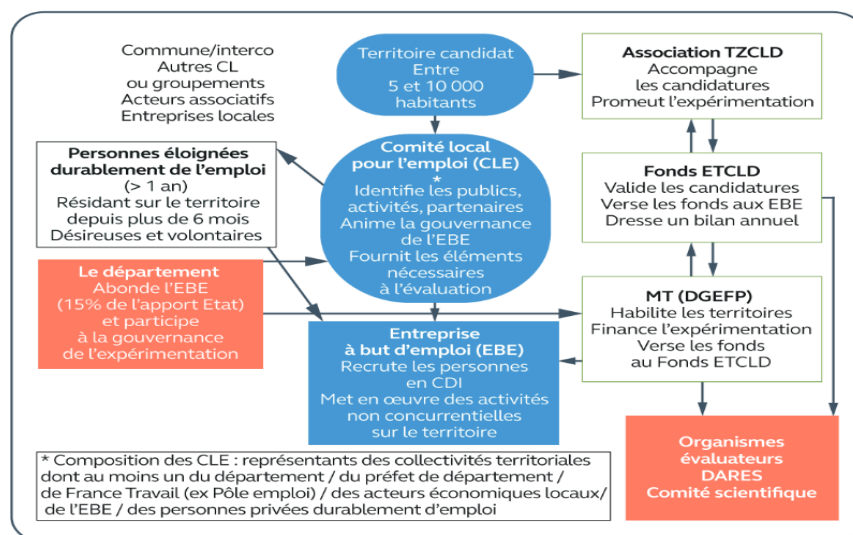 Commune/interco
Autres CL
ou groupements
Acteurs associatifs
Entreprises locales
Territoire candidat
Entre
5 et 10 000
habitants
Association TZCLD
Accompagne
les candidatures
Promeut l'expérimentation
Personnes éloignées
durablement de l'emploi
(> 1 an)
Résidant sur le territoire
depuis plus de 6 mois
Désireuses et volontaires
Comité local
pour l'emploi (CLE)
*
Identifie les publics,
activités, partenaires
Anime la gouvernance
de l'EBE
Fournit les éléments
nécessaires
à l'évaluation
Fonds ETCLD
Valide les candidatures
Verse les fonds aux EBE
Dresse un bilan annuel
Le département
Abonde l'EBE
(15% de l'apport Etat)
et participe
à la gouvernance
de l'expérimentation
Entreprise
à but d'emploi (EBE)
Recrute les personnes
en CDI
Met en œuvre des activités
non concurrentielles
sur le territoire
MT (DGEFP)
Habilite les territoires
Finance l'expérimentation
Verse les fonds
au Fonds ETCLD
Organismes
évaluateurs
DARES
Comité scientifique
* Composition des CLE : représentants des collectivités territoriales
dont au moins un du département / du préfet de département /
de France Travail (ex Pôle emploi) / des acteurs économiques locaux/
de l'EBE / des personnes privées durablement d'emploi